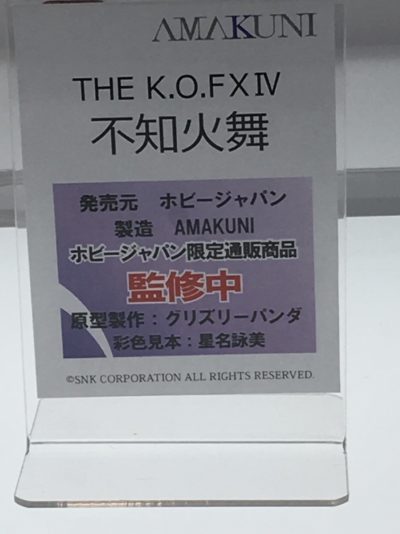 AMAKUNI
THE K.O.F XIV
不知火舞
発売元 ホビージャパン
製造 AMAKUNI
ホビージャパン限定通販商品
監修中
原型製作：グリズリーパンダ
彩色見本：星名詠美
©SNK CORPORATION ALL RIGHTS RESERVED.